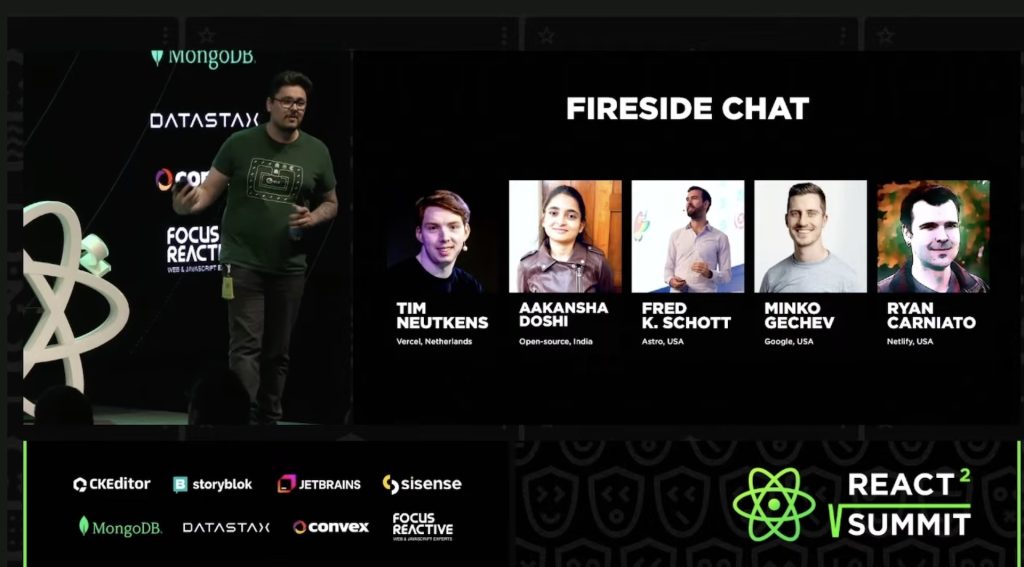 MongoDB.
DATASTAX
FOCUS
REACTIVE
WEB & JAVASCRIPT
FIRESIDE CHAT
TIM
NEUTKENS
Vercel, Netherlands
AAKANSHA
DOSHI
Open-source, India
FRED
K. SCHOTT
Astro, USA
MINKO
GECHEV
Google, USA
RYAN
CARNIATO
Netlify, USA
CKEditor
storyblok
JETBRAINS
sisense
MongoDB.
DATASTAX
convex
FOCUS
REACTIVE
WEB & JAVASCRIPT EXPERTS
REACT 2
SUMMIT